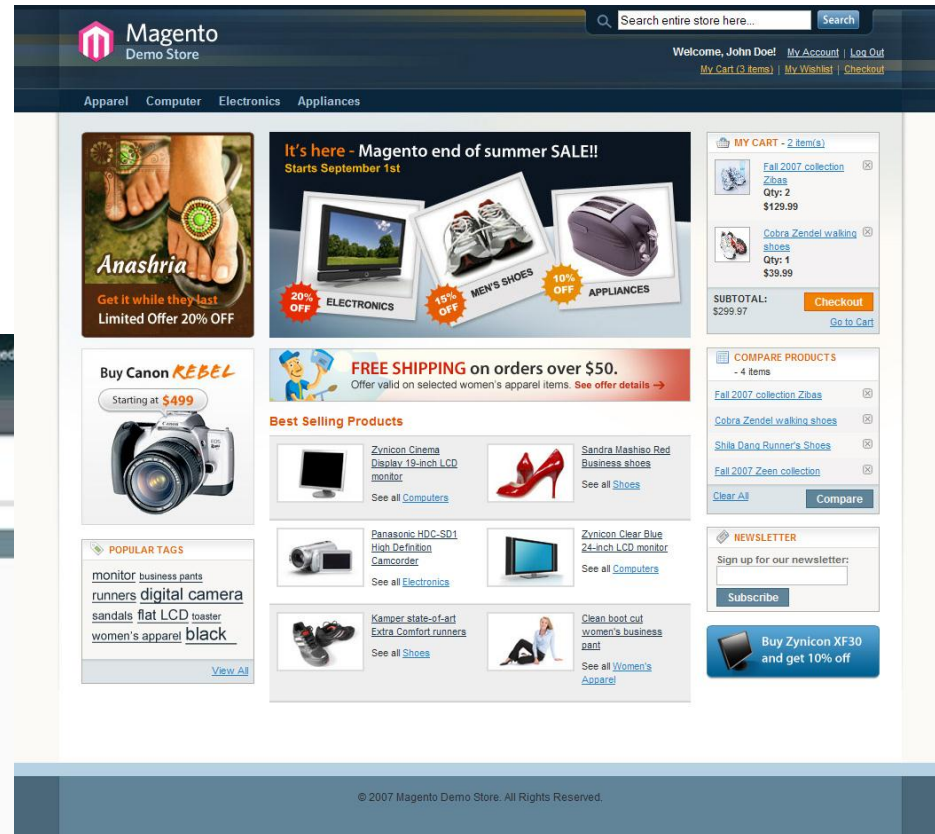 Magento
Demo Store
Search entire store here...
Search
Welcome, John Doe! My Account | Log Out
My Cart (3 items) | My Wishlist | Checkout
Apparel Computer Electronics Appliances
Anashria
Get it while they last
Limited Offer 20% OFF
It's here - Magento end of summer SALE!!
Starts September 1st
20% OFF
ELECTRONICS
15% OFF
MEN'S SHOES
10% OFF
APPLIANCES
MY CART - 2 item(s)
Fall 2007 collection
Zibas
Qty: 2
$129.99
Cobra Zendel walking
shoes
Qty: 1
$39.99
SUBTOTAL:
$299.97
Checkout
Go to Cart
Buy Canon REBEL
Starting at $499
Canon
FREE SHIPPING on orders over $50.
Offer valid on selected women's apparel items. See offer details →
Best Selling Products
Zynicon Cinema
Display 19-inch LCD
monitor
See all Computers
Sandra Mashiso Red
Business shoes
See all Shoes
Panasonic HDC-SD1
High Definition
Camcorder
See all Electronics
Zynicon Clear Blue
24-inch LCD monitor
See all Computers
Kamper state-of-art
Extra Comfort runners
See all Shoes
Clean boot cut
women's business
pant
See all Women's
Apparel
COMPARE PRODUCTS
- 4 items
Fall 2007 collection Zibas
Cobra Zendel walking shoes
Shila Dang Runner's Shoes
Fall 2007 Zeen collection
Clear All
Compare
POPULAR TAGS
monitor business pants
runners digital camera
sandals flat LCD toaster
women's apparel black
View All
NEWSLETTER
Sign up for our newsletter:
Subscribe
Buy Zynicon XF30
and get 10% off
© 2007 Magento Demo Store. All Rights Reserved.